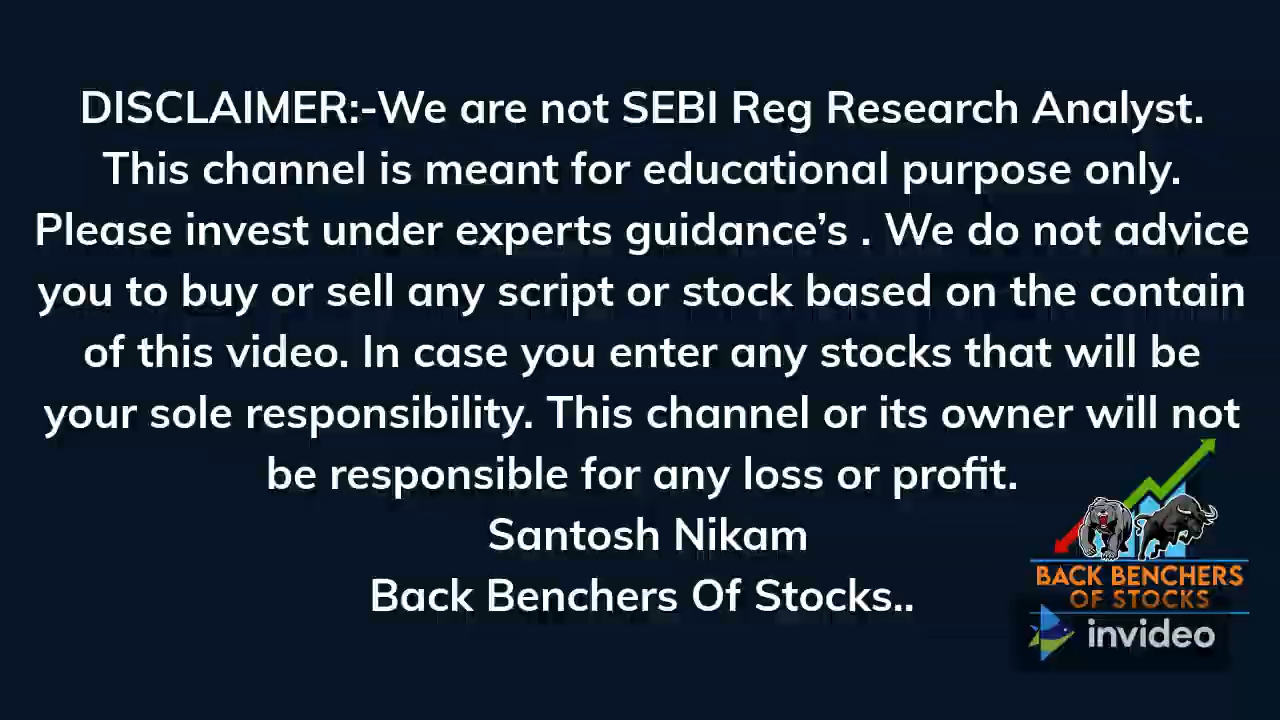 DISCLAIMER:-We are not SEBI Reg Research Analyst.
This channel is meant for educational purpose only.
Please invest under experts guidance’s . We do not advice
you to buy or sell any script or stock based on the contain
of this video. In case you enter any stocks that will be
your sole responsibility. This channel or its owner will not
be responsible for any loss or profit.
Santosh Nikam
Back Benchers Of Stocks..
BACK BENCHERS
OF STOCKS
invideo